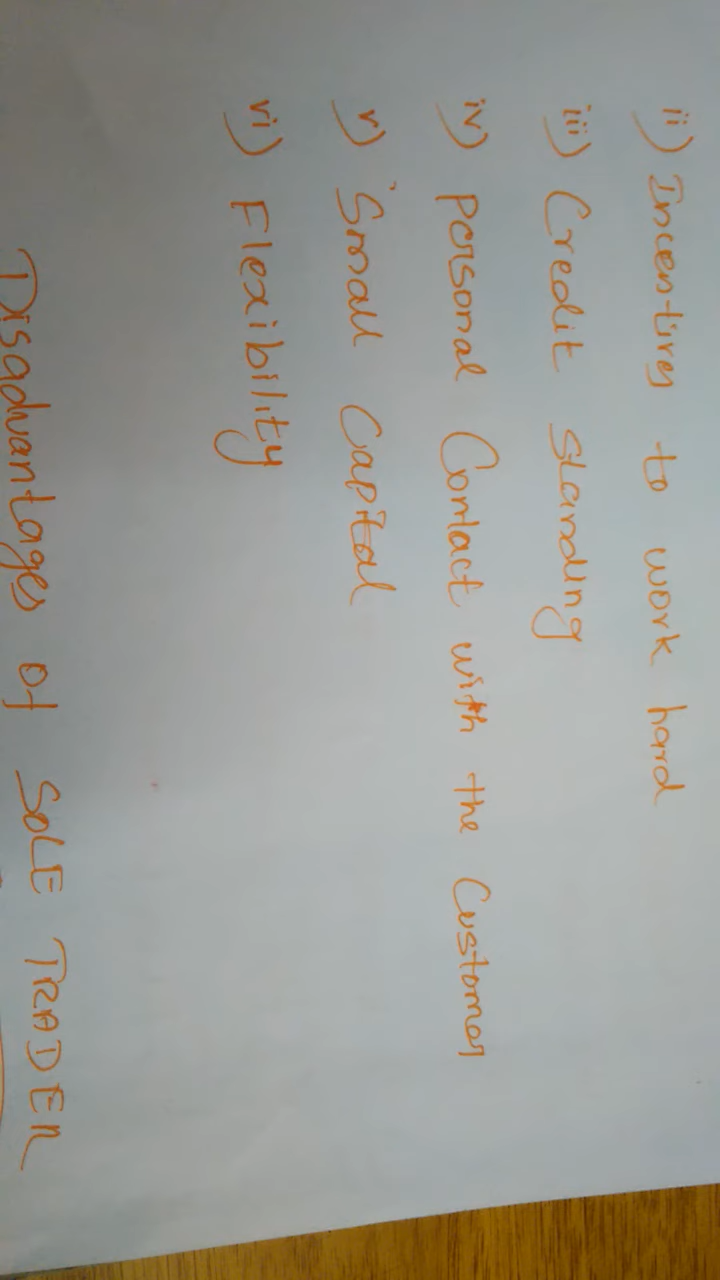 ii) Incentives to work hard
iii) Credit standing
iv) personal Contact with the Customer
v) Small Capital
vi) Flexibility
Disadvantages of SOLE TRADER